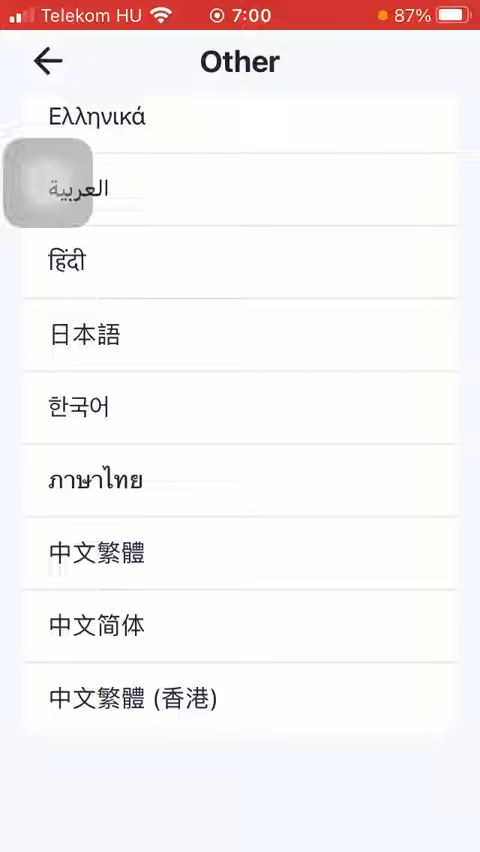 Telekom HU 7:00 87%
Other
Ελληνικά
العربية
हिंदी
日本語
한국어
ภาษาไทย
中文繁體
中文简体
中文繁體 (香港)